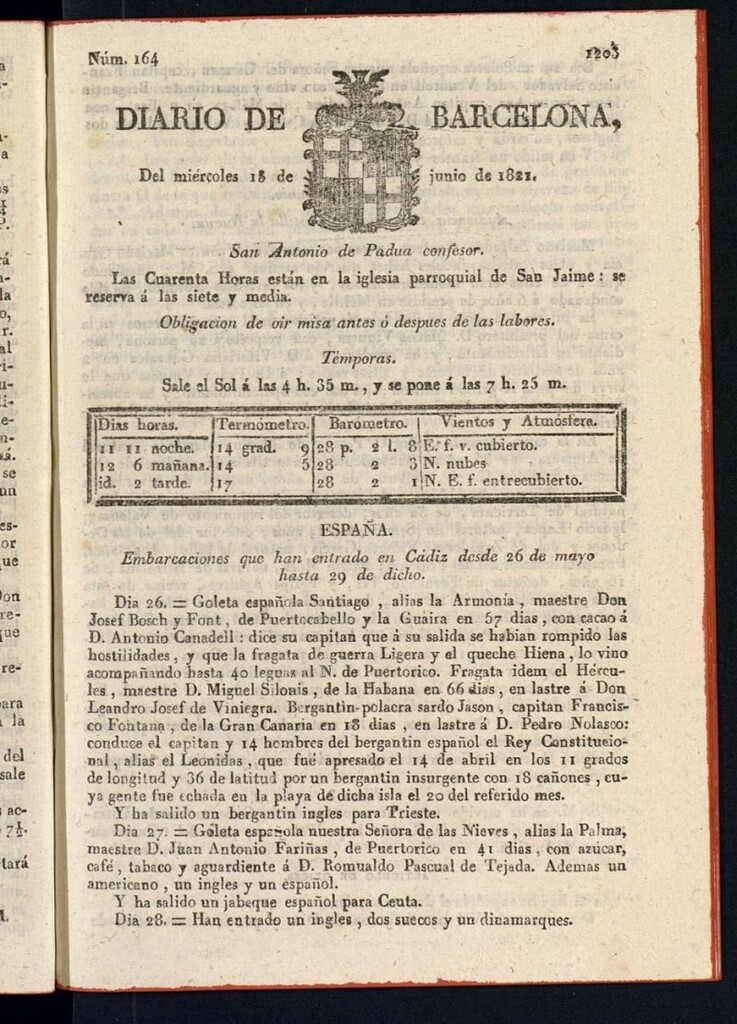 Núm. 164 1203
DIARIO DE BARCELONA,
Del miércoles 13 de junio de 1821.
San Antonio de Padua confesor.
Las Cuarenta Horas están en la iglesia parroquial de San Jaime: se
reserva á las siete y media.
Obligacion de oir misa antes ó despues de las labores.
Témporas.
Sale el Sol á las 4 h. 35 m., y se pone á las 7 h. 25 m.
Dias horas. Termómetro. Barometro. Vientos y Atmósfera.
11 11 noche. 14 grad. 9 28 p. 2 l. 8 E. f. v. cubierto.
12 6 mañana. 14 5 28 2 3 N. nubes
id. 2 tarde. 17 28 2 1 N. E. f. entrecubierto.
ESPAÑA.
Embarcaciones que han entrado en Cádiz desde 26 de mayo
hasta 29 de dicho.
Dia 26. = Goleta española Santiago, alias la Armonía, maestre Don
Josef Bosch y Font, de Puertocabello y la Guaira en 57 dias, con cacao á
D. Antonio Canadell: dice su capitan que á su salida se habian rompido las
hostilidades, y que la fragata de guerra Ligera y el queche Hiena, lo vino
acompañando hasta 40 leguas al N. de Puertorico. Fragata idem el Hércu-
les, maestre D. Miguel Silonis, de la Habana en 66 dias, en lastre á Don
Leandro Josef de Viniegra. Bergantin-polacra sardo Jason, capitan Francis-
co Fontana, de la Gran Canaria en 18 dias, en lastre á D. Pedro Nolasco:
conduce el capitan y 14 hombres del bergantin español el Rey Constitucio-
nal, alias el Leonidas, que fué apresado el 14 de abril en los 11 grados
de longitud y 36 de latitud por un bergantin insurgente con 18 cañones, cu-
ya gente fue echada en la playa de dicha isla el 20 del referido mes.
Y ha salido un bergantin ingles para Trieste.
Dia 27. = Goleta española nuestra Señora de las Nieves, alias la Palma,
maestre D. Juan Antonio Fariñas, de Puertorico en 41 dias, con azúcar,
café, tabaco y aguardiente á D. Romualdo Pascual de Tejada. Ademas un
americano, un ingles y un español.
Y ha salido un jabeque español para Ceuta.
Dia 28. = Han entrado un ingles, dos suecos y un dinamarques.